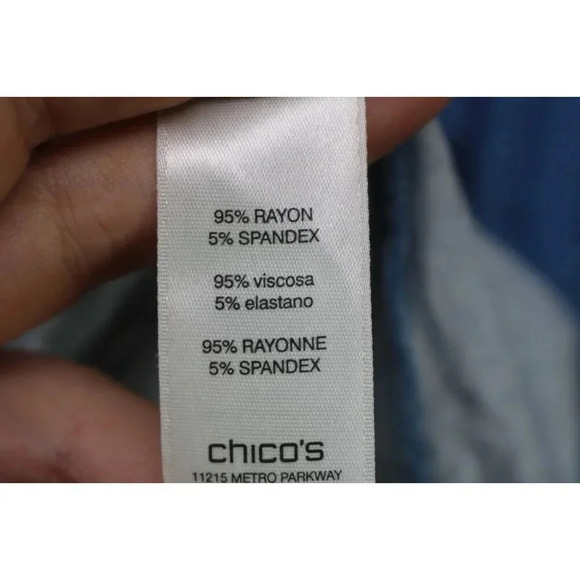 95% RAYON
5% SPANDEX
95% viscosa
5% elastano
95% RAYONNE
5% SPANDEX
chico's
11215 METRO PARKWAY